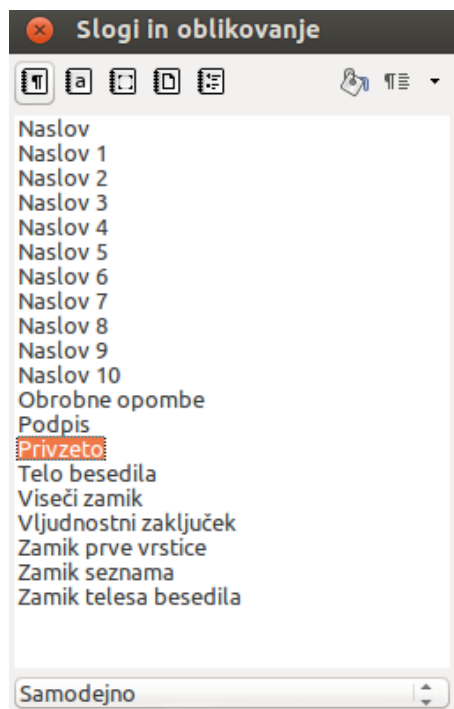 Slogi in oblikovanje
Naslov
Naslov 1
Naslov 2
Naslov 3
Naslov 4
Naslov 5
Naslov 6
Naslov 7
Naslov 8
Naslov 9
Naslov 10
Obrobne opombe
Podpis
Privzeto
Telo besedila
Viseči zamik
Vljudnostni zaključek
Zamik prve vrstice
Zamik seznama
Zamik telesa besedila
Samodejno